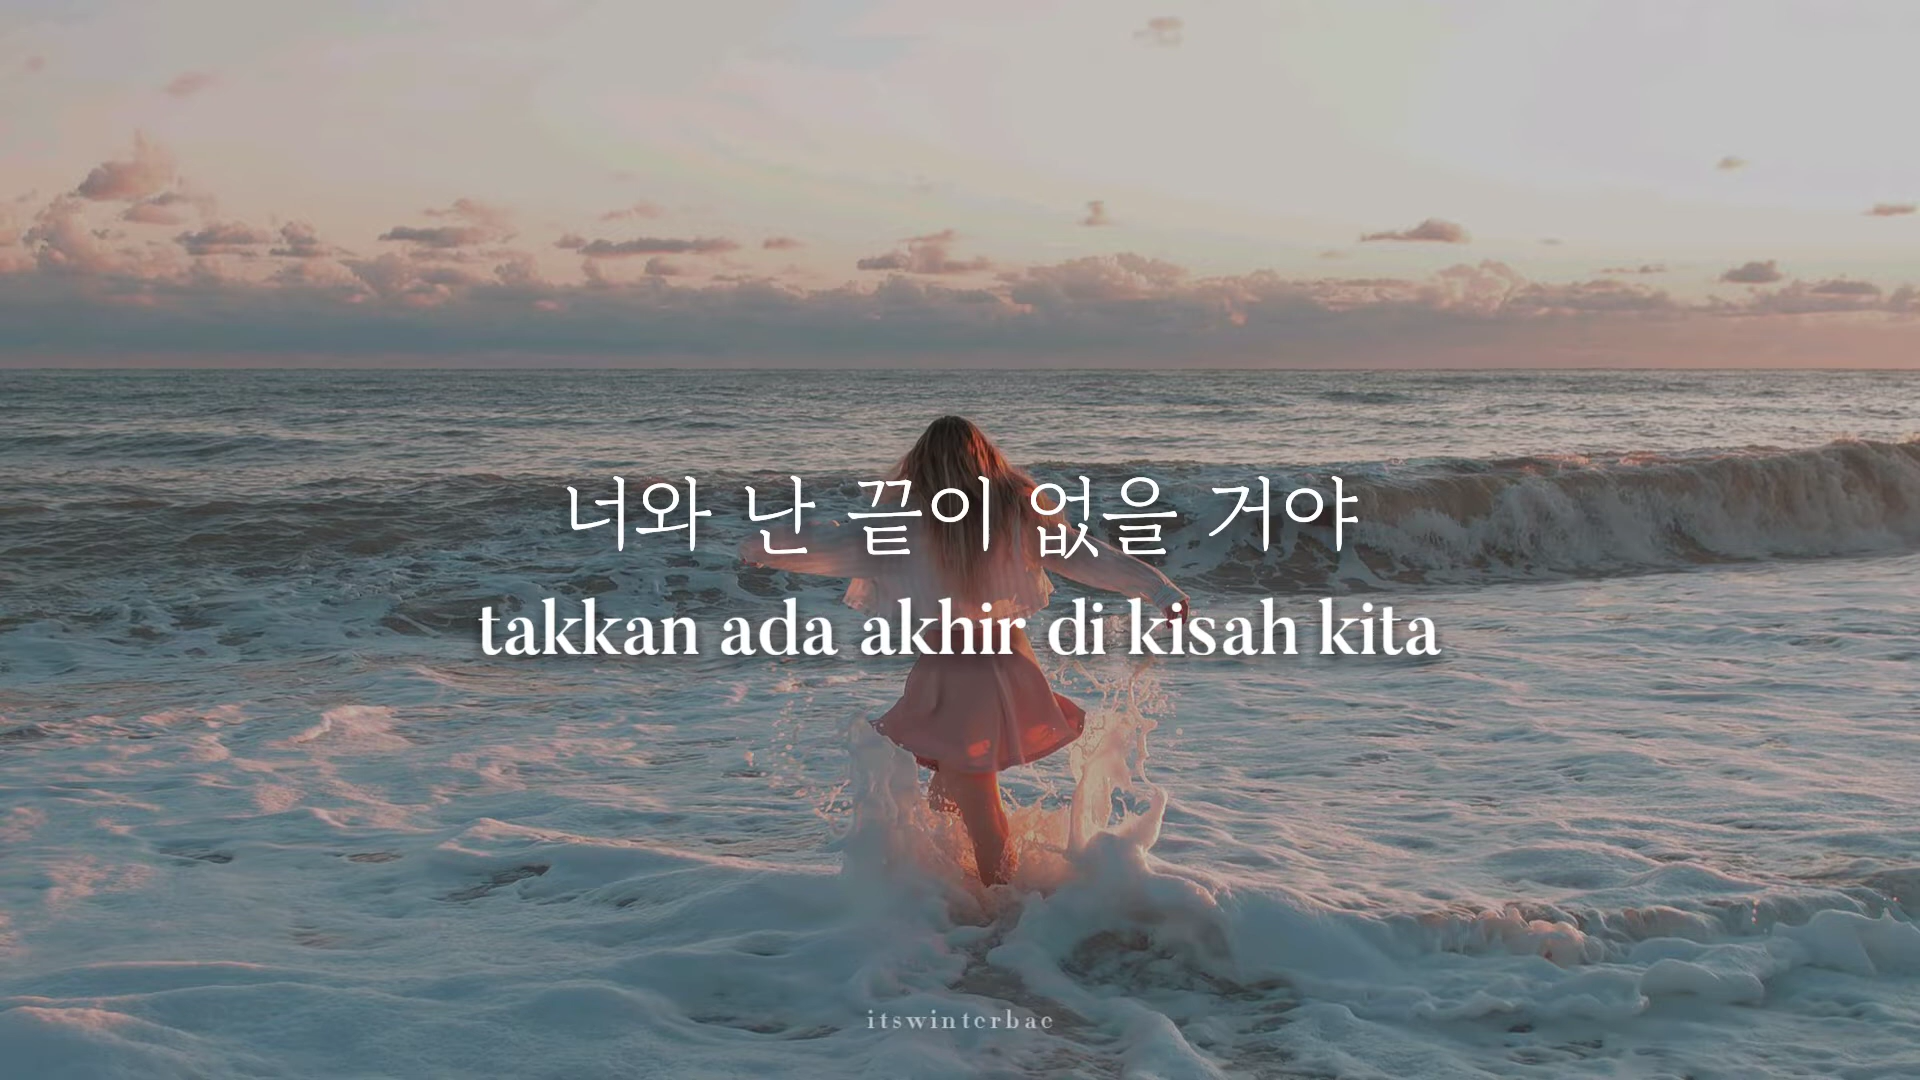 너와 난 끝이 없을 거야
takkan ada akhir di kisah kita
itswinterbae